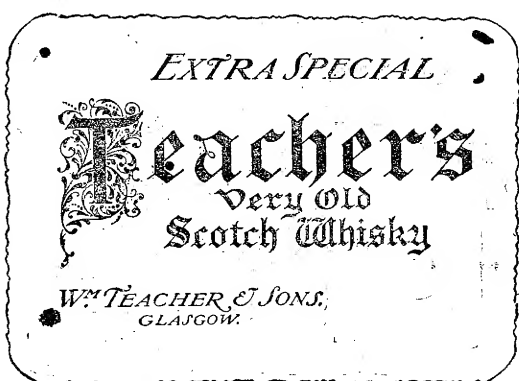 EXTRA SPECIAL
Teacher's
Very Old
Scotch Whisky
Wᴹ TEACHER & SONS.
GLASGOW.